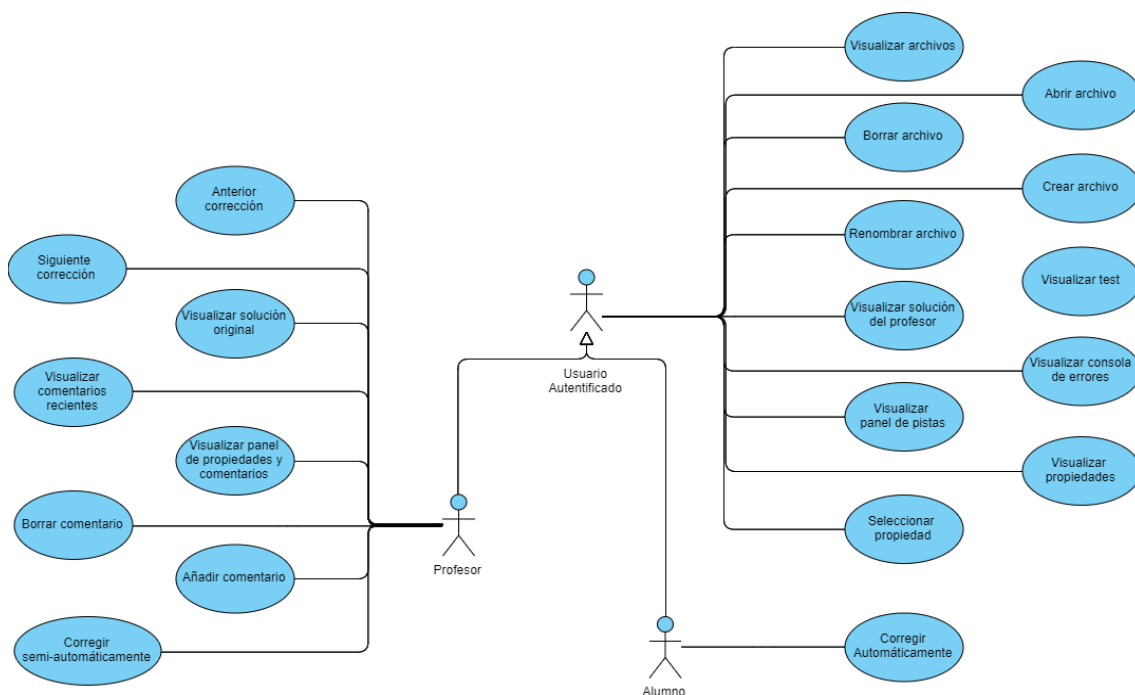 Visualizar archivos
Abrir archivo
Borrar archivo
Anterior
corrección
Crear archivo
Renombrar archivo
Siguiente
corrección
Visualizar test
Visualizar solución
original
Visualizar solución
del profesor
Visualizar consola
de errores
Usuario
Autentificado
Visualizar
comentarios
recientes
Visualizar
panel de pistas
Visualizar panel
de propiedades y
comentarios
Visualizar
propiedades
Borrar comentario
Seleccionar
propiedad
Profesor
Añadir comentario
Corregir
semi-automáticamente
Corregir
Automáticamente
Alumno